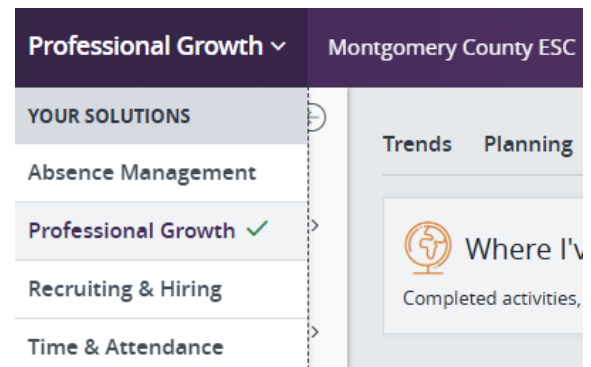 Professional Growth
Montgomery County ESC
YOUR SOLUTIONS
Absence Management
Professional Growth
Recruiting & Hiring
Time & Attendance
Trends Planning
Where I'v
Completed activities,